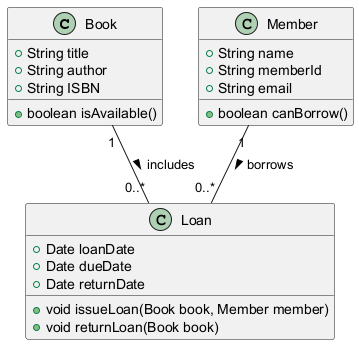 C Book
String title
String author
String ISBN
boolean isAvailable()
C Member
String name
String memberId
String email
boolean canBorrow()
1
includes
0..*
1
borrows
0..*
C Loan
Date loanDate
Date dueDate
Date returnDate
void issueLoan(Book book, Member member)
void returnLoan(Book book)